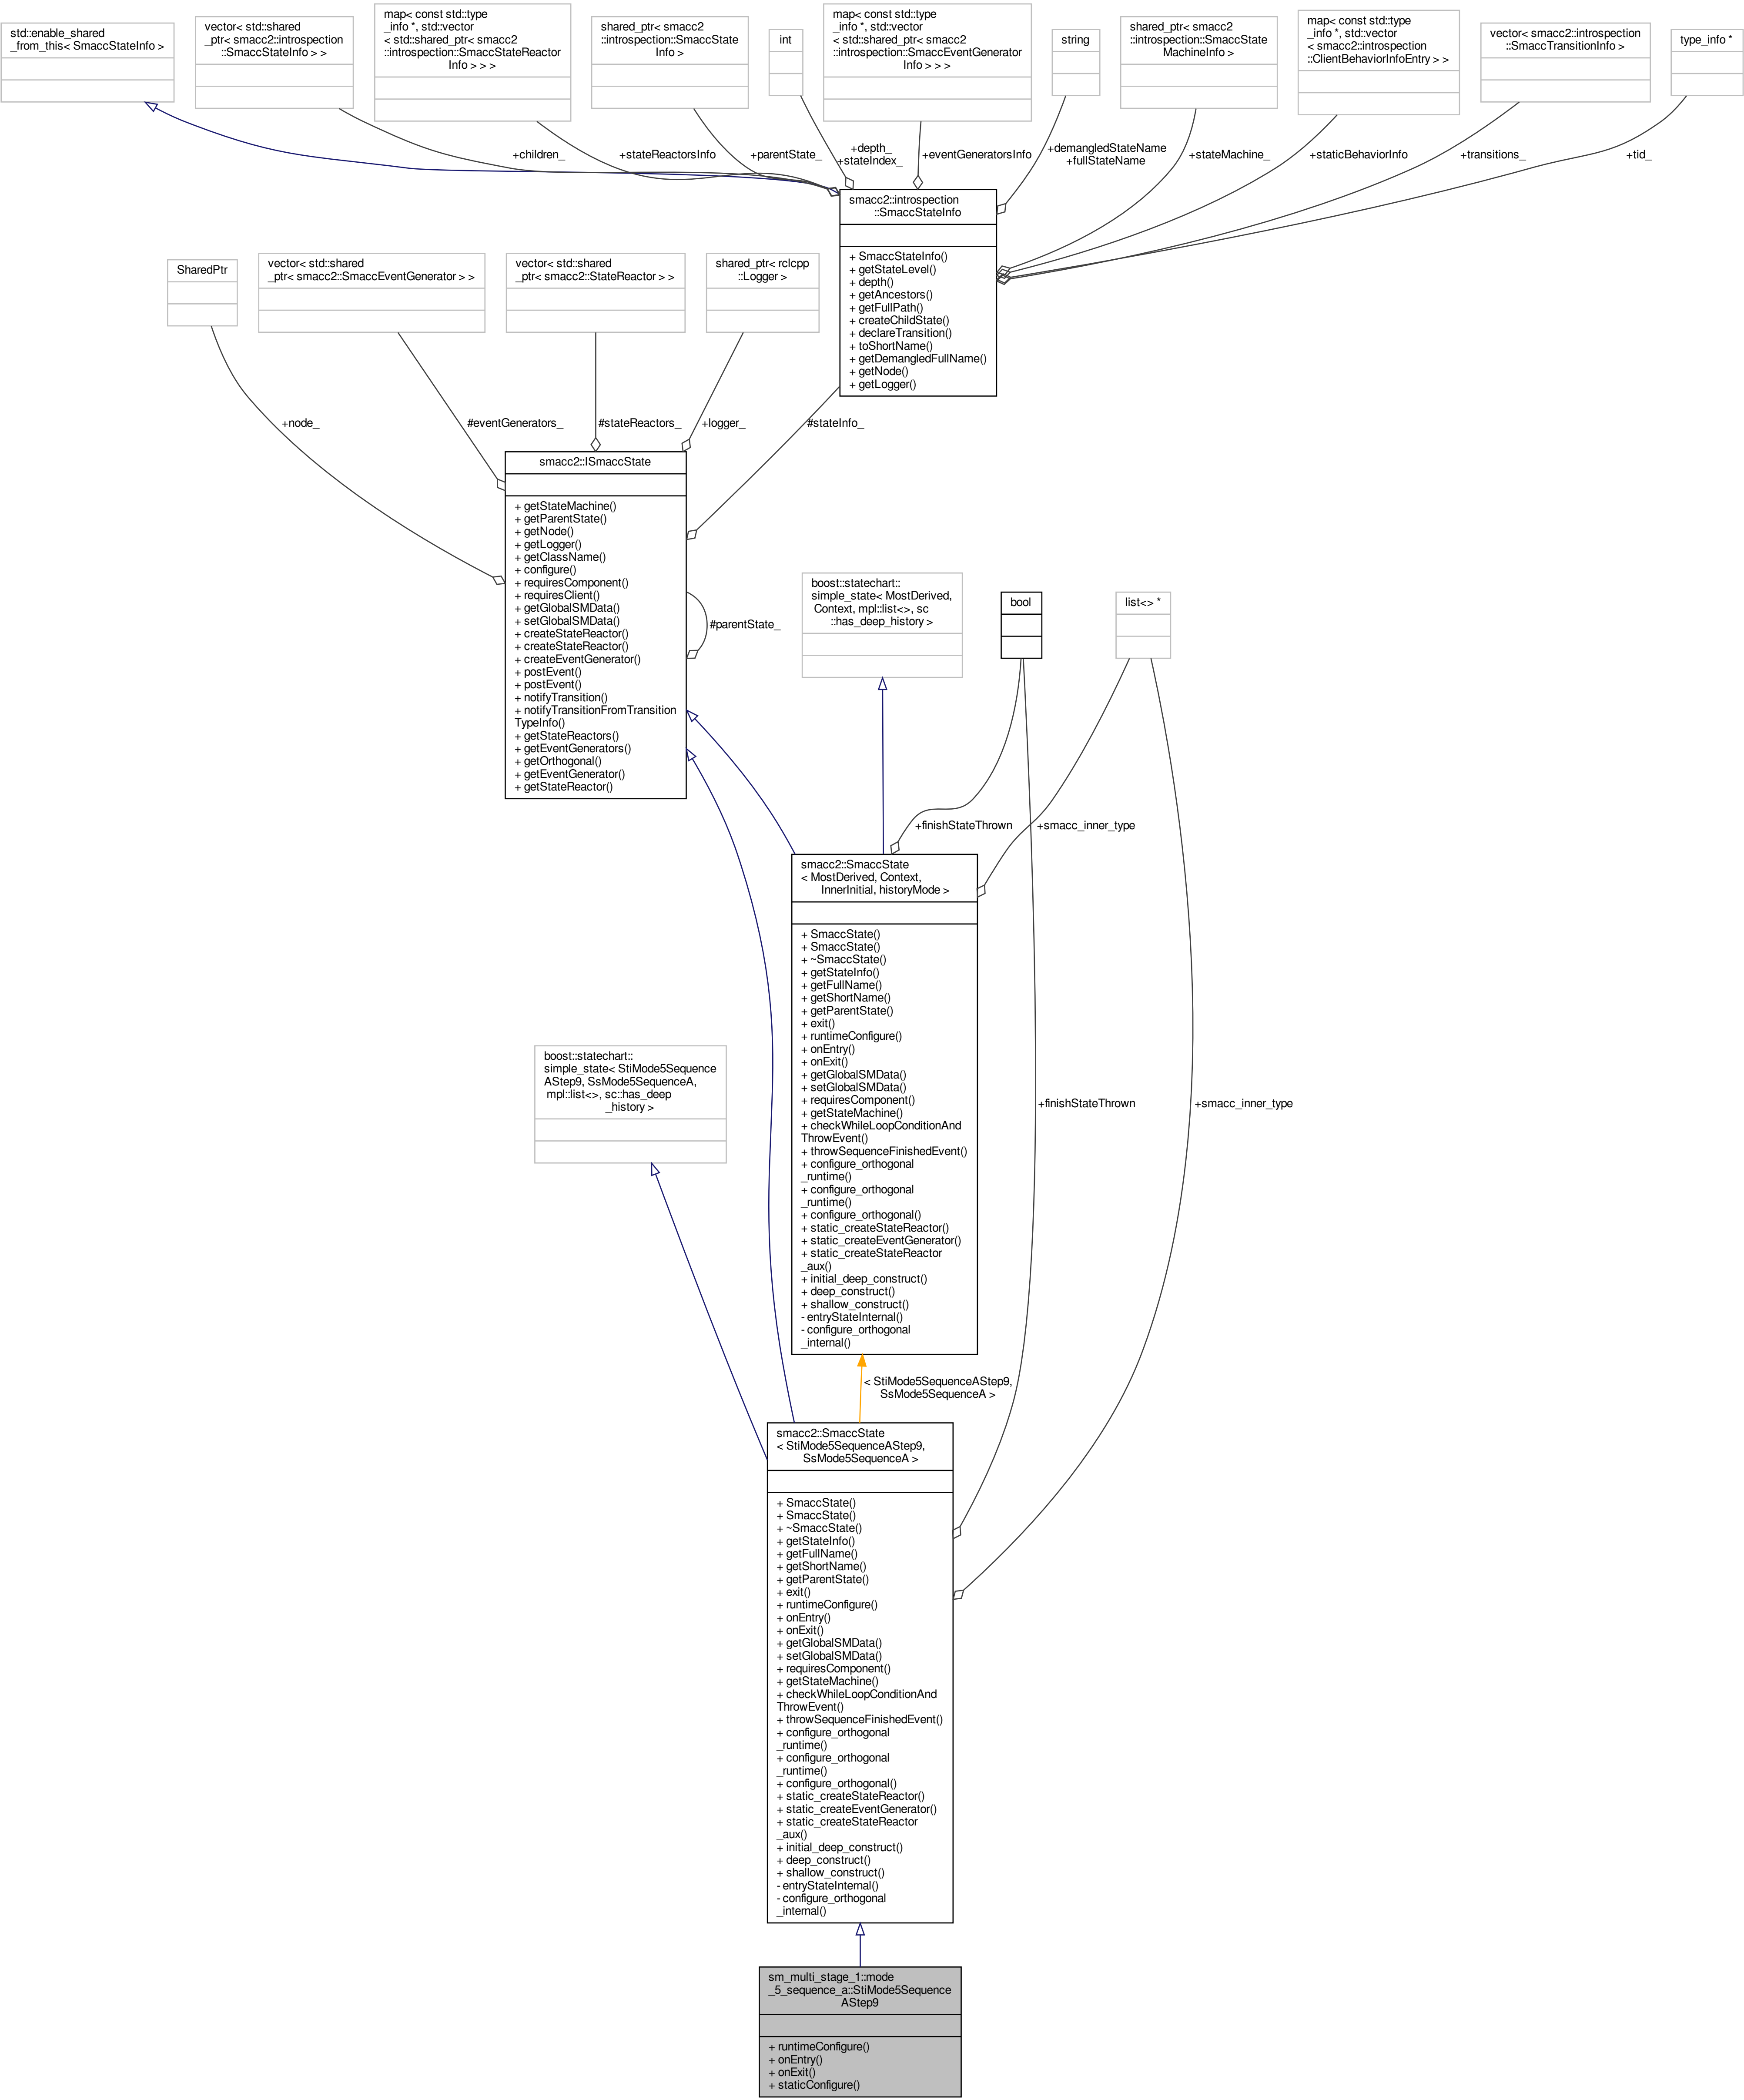 std::enable_shared
_from_this< SmaccStateInfo >
vector< std::shared
_ptr< smacc2::introspection
::SmaccStateInfo > >
map< const std::type
_info *, std::vector
< std::shared_ptr< smacc2
::introspection::SmaccStateReactor
Info > > >
shared_ptr< smacc2
::introspection::SmaccState
Info >
int
map< const std::type
_info *, std::vector
< std::shared_ptr< smacc2
::introspection::SmaccEventGenerator
Info > > >
string
shared_ptr< smacc2
::introspection::SmaccState
MachineInfo >
map< const std::type
_info *, std::vector
< smacc2::introspection
::ClientBehaviorInfoEntry > >
vector< smacc2::introspection
::SmaccTransitionInfo >
type_info *
+children_
+stateReactorsInfo
+parentState_
+depth_
+stateIndex_
+eventGeneratorsInfo
+demangledStateName
+fullStateName
+stateMachine_
+staticBehaviorInfo
+transitions_
+tid_
smacc2::introspection
::SmaccStateInfo
+ SmaccStateInfo()
+ getStateLevel()
+ depth()
+ getAncestors()
+ getFullPath()
+ createChildState()
+ declareTransition()
+ toShortName()
+ getDemangledFullName()
+ getNode()
+ getLogger()
SharedPtr
vector< std::shared
_ptr< smacc2::SmaccEventGenerator > >
vector< std::shared
_ptr< smacc2::StateReactor > >
shared_ptr< rclcpp
::Logger >
+node_
#eventGenerators_
#stateReactors_
+logger_
#stateInfo_
smacc2::ISmaccState
+ getStateMachine()
+ getParentState()
+ getNode()
+ getLogger()
+ getClassName()
+ configure()
+ requiresComponent()
+ requiresClient()
+ getGlobalSMData()
+ setGlobalSMData()
+ createStateReactor()
+ createStateReactor()
+ createEventGenerator()
+ postEvent()
+ postEvent()
+ notifyTransition()
+ notifyTransitionFromTransition
TypeInfo()
+ getStateReactors()
+ getEventGenerators()
+ getOrthogonal()
+ getEventGenerator()
+ getStateReactor()
#parentState_
boost::statechart::
simple_state< MostDerived,
Context, mpl::list<>, sc
::has_deep_history >
bool
list<> *
+finishStateThrown
+smacc_inner_type
smacc2::SmaccState
< MostDerived, Context,
InnerInitial, historyMode >
+ SmaccState()
+ SmaccState()
+ ~SmaccState()
+ getStateInfo()
+ getFullName()
+ getShortName()
+ getParentState()
+ exit()
+ runtimeConfigure()
+ onEntry()
+ onExit()
+ getGlobalSMData()
+ setGlobalSMData()
+ requiresComponent()
+ getStateMachine()
+ checkWhileLoopConditionAnd
ThrowEvent()
+ throwSequenceFinishedEvent()
+ configure_orthogonal
_runtime()
+ configure_orthogonal
_runtime()
+ configure_orthogonal()
+ static_createStateReactor()
+ static_createEventGenerator()
+ static_createStateReactor
_aux()
+ initial_deep_construct()
+ deep_construct()
+ shallow_construct()
- entryStateInternal()
- configure_orthogonal
_internal()
boost::statechart::
simple_state< StiMode5Sequence
AStep9, SsMode5SequenceA,
mpl::list<>, sc::has_deep
_history >
+finishStateThrown
+smacc_inner_type
< StiMode5SequenceAStep9,
SsMode5SequenceA >
smacc2::SmaccState
< StiMode5SequenceAStep9,
SsMode5SequenceA >
+ SmaccState()
+ SmaccState()
+ ~SmaccState()
+ getStateInfo()
+ getFullName()
+ getShortName()
+ getParentState()
+ exit()
+ runtimeConfigure()
+ onEntry()
+ onExit()
+ getGlobalSMData()
+ setGlobalSMData()
+ requiresComponent()
+ getStateMachine()
+ checkWhileLoopConditionAnd
ThrowEvent()
+ throwSequenceFinishedEvent()
+ configure_orthogonal
_runtime()
+ configure_orthogonal
_runtime()
+ configure_orthogonal()
+ static_createStateReactor()
+ static_createEventGenerator()
+ static_createStateReactor
_aux()
+ initial_deep_construct()
+ deep_construct()
+ shallow_construct()
- entryStateInternal()
- configure_orthogonal
_internal()
sm_multi_stage_1::mode
_5_sequence_a::StiMode5Sequence
AStep9
+ runtimeConfigure()
+ onEntry()
+ onExit()
+ staticConfigure()